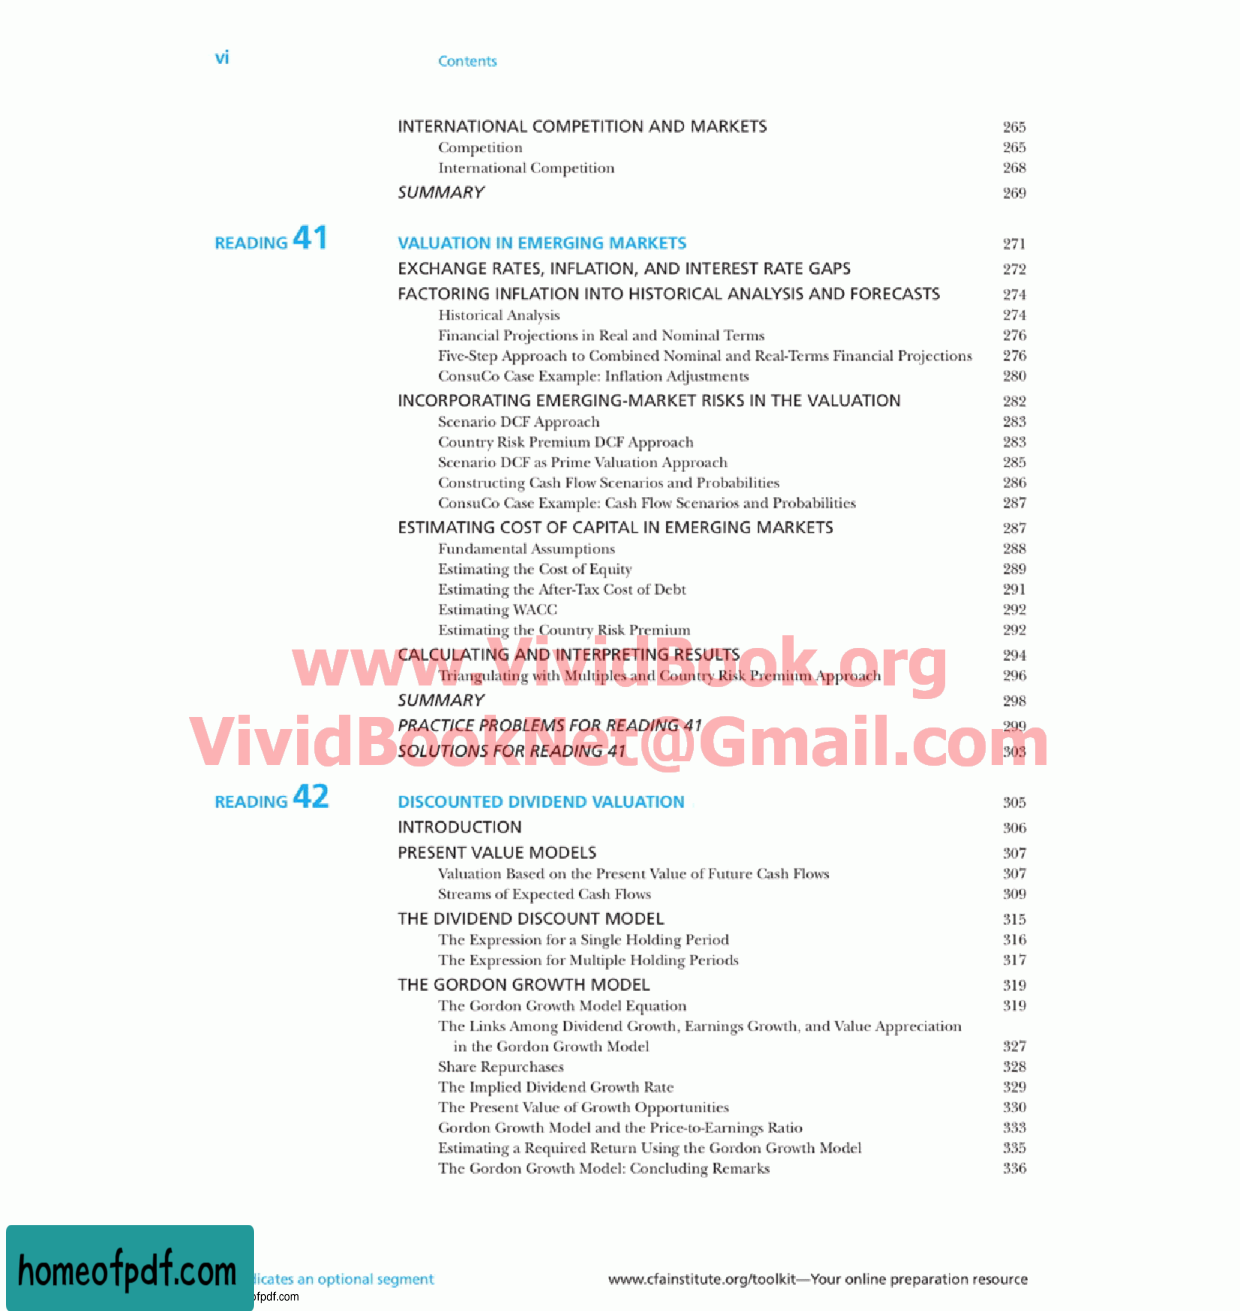 vi Contents
INTERNATIONAL COMPETITION AND MARKETS 265
Competition 265
International Competition 268
SUMMARY 269
READING 41 VALUATION IN EMERGING MARKETS 271
EXCHANGE RATES, INFLATION, AND INTEREST RATE GAPS 272
FACTORING INFLATION INTO HISTORICAL ANALYSIS AND FORECASTS 274
Historical Analysis 274
Financial Projections in Real and Nominal Terms 276
Five-Step Approach to Combined Nominal and Real-Terms Financial Projections 276
ConsuCo Case Example: Inflation Adjustments 280
INCORPORATING EMERGING-MARKET RISKS IN THE VALUATION 282
Scenario DCF Approach 283
Country Risk Premium DCF Approach 283
Scenario DCF as Prime Valuation Approach 285
Constructing Cash Flow Scenarios and Probabilities 286
ConsuCo Case Example: Cash Flow Scenarios and Probabilities 287
ESTIMATING COST OF CAPITAL IN EMERGING MARKETS 287
Fundamental Assumptions 288
Estimating the Cost of Equity 289
Estimating the After-Tax Cost of Debt 291
Estimating WACC 292
Estimating the Country Risk Premium 292
CALCULATING AND INTERPRETING RESULTS 294
www.VividBook.org
Triangulating with Multiples and Country Risk Premium Approach 296
SUMMARY 298
PRACTICE PROBLEMS FOR READING 41 299
VividBookNet@Gmail.com
SOLUTIONS FOR READING 41 303
READING 42 DISCOUNTED DIVIDEND VALUATION 305
INTRODUCTION 306
PRESENT VALUE MODELS 307
Valuation Based on the Present Value of Future Cash Flows 307
Streams of Expected Cash Flows 309
THE DIVIDEND DISCOUNT MODEL 315
The Expression for a Single Holding Period 316
The Expression for Multiple Holding Periods 317
THE GORDON GROWTH MODEL 319
The Gordon Growth Model Equation 319
The Links Among Dividend Growth, Earnings Growth, and Value Appreciation
in the Gordon Growth Model 327
Share Repurchases 328
The Implied Dividend Growth Rate 329
The Present Value of Growth Opportunities 330
Gordon Growth Model and the Price-to-Earnings Ratio 333
Estimating a Required Return Using the Gordon Growth Model 335
The Gordon Growth Model: Concluding Remarks 336
homeofpdf.com
dicates an optional segment www.cfainstitute.org/toolkit—Your online preparation resource
ofpdf.com